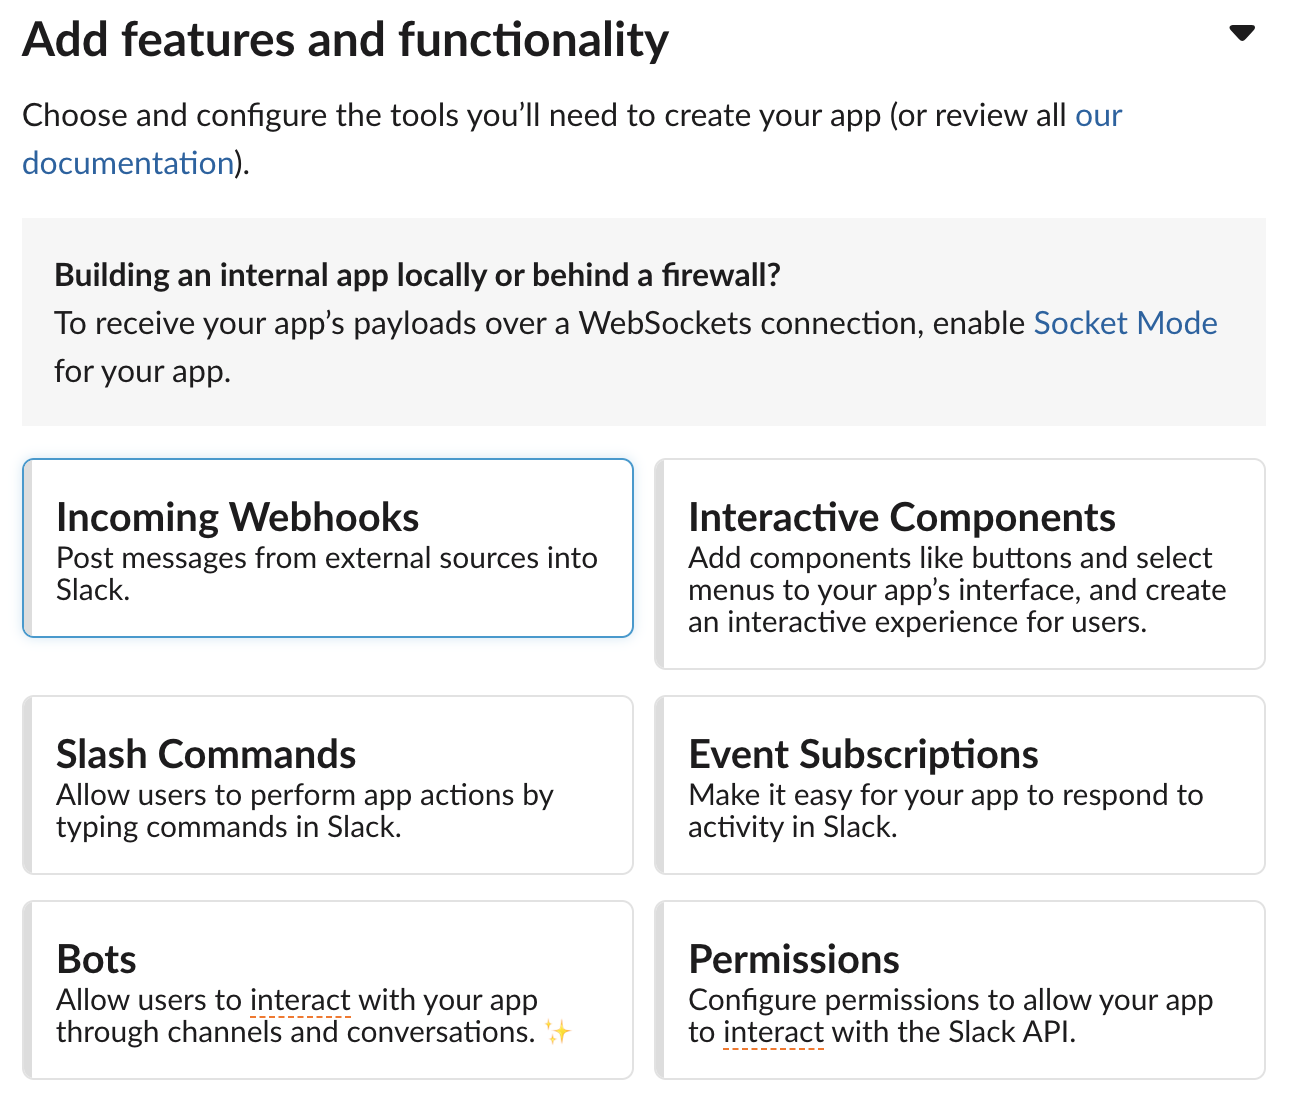 Add features and functionality
Choose and configure the tools you’ll need to create your app (or review all our
documentation).
Building an internal app locally or behind a firewall?
To receive your app’s payloads over a WebSockets connection, enable Socket Mode
for your app.
Incoming Webhooks
Post messages from external sources into
Slack.
Interactive Components
Add components like buttons and select
menus to your app’s interface, and create
an interactive experience for users.
Slash Commands
Allow users to perform app actions by
typing commands in Slack.
Event Subscriptions
Make it easy for your app to respond to
activity in Slack.
Bots
Allow users to interact with your app
through channels and conversations. ✨
Permissions
Configure permissions to allow your app
to interact with the Slack API.